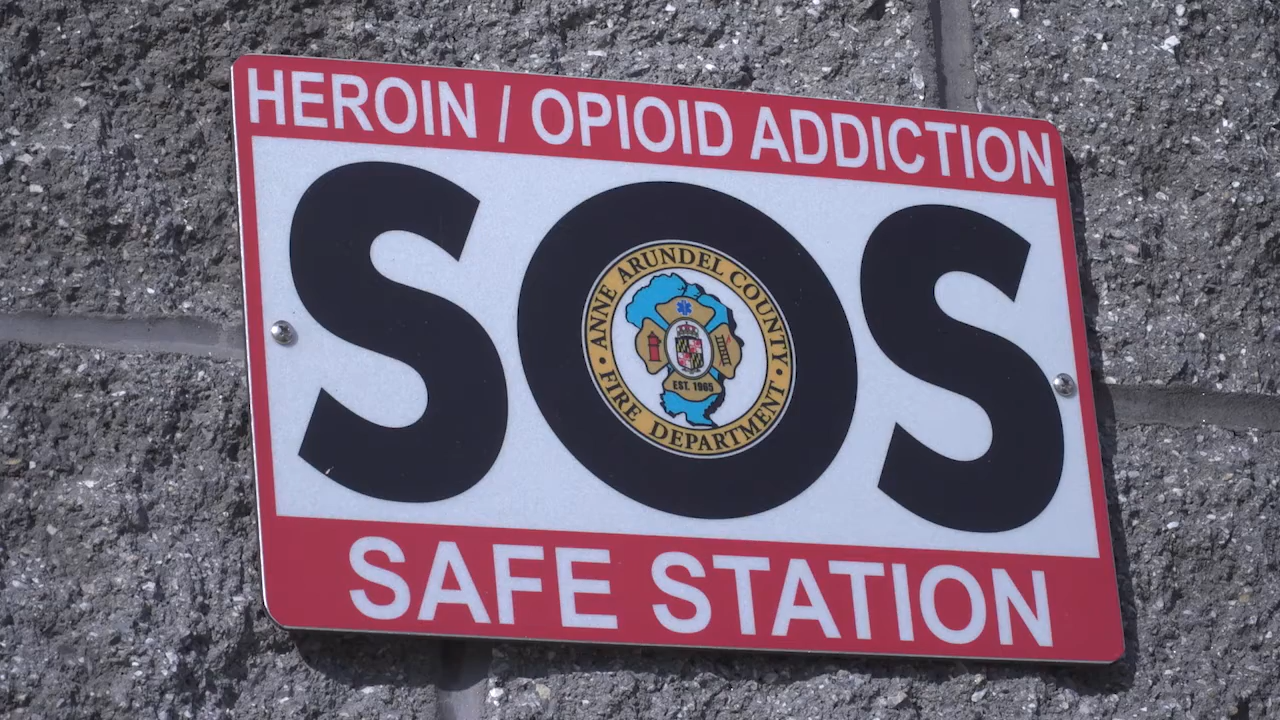 HEROIN / OPIOID ADDICTION
SOS
ANNE ARUNDEL COUNTY
EST. 1965
FIRE DEPARTMENT
SAFE STATION